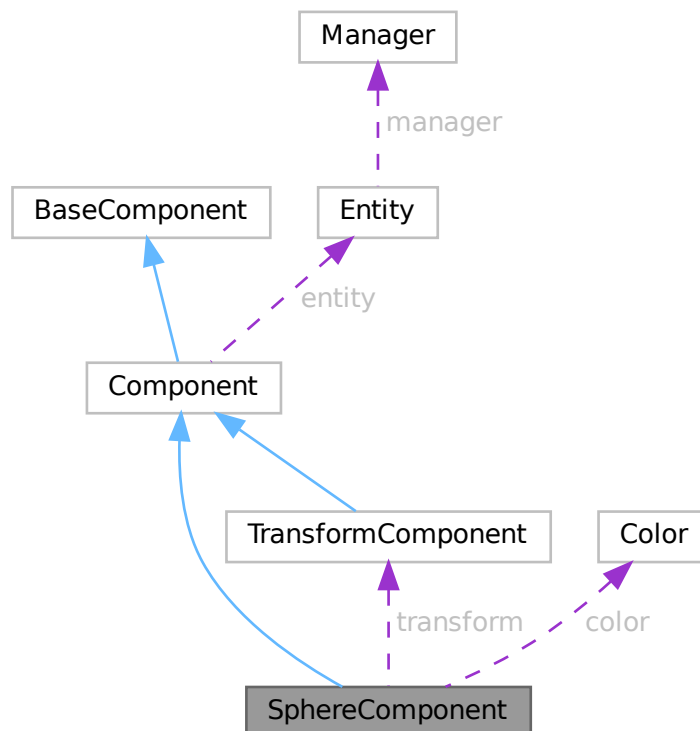 Manager
manager
BaseComponent
Entity
entity
Component
TransformComponent
Color
transform
color
SphereComponent